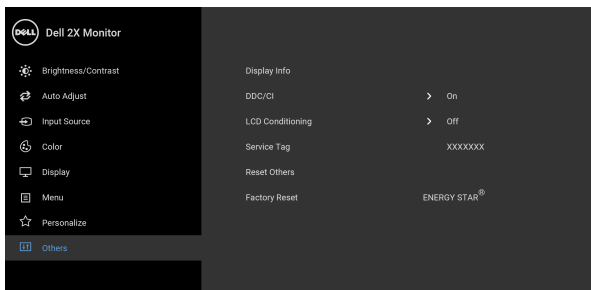 DELL Dell 2X Monitor
Brightness/Contrast
Auto Adjust
Input Source
Color
Display
Menu
Personalize
Others
Display Info
DDC/CI > On
LCD Conditioning > Off
Service Tag XXXXXXX
Reset Others
Factory Reset ENERGY STAR®